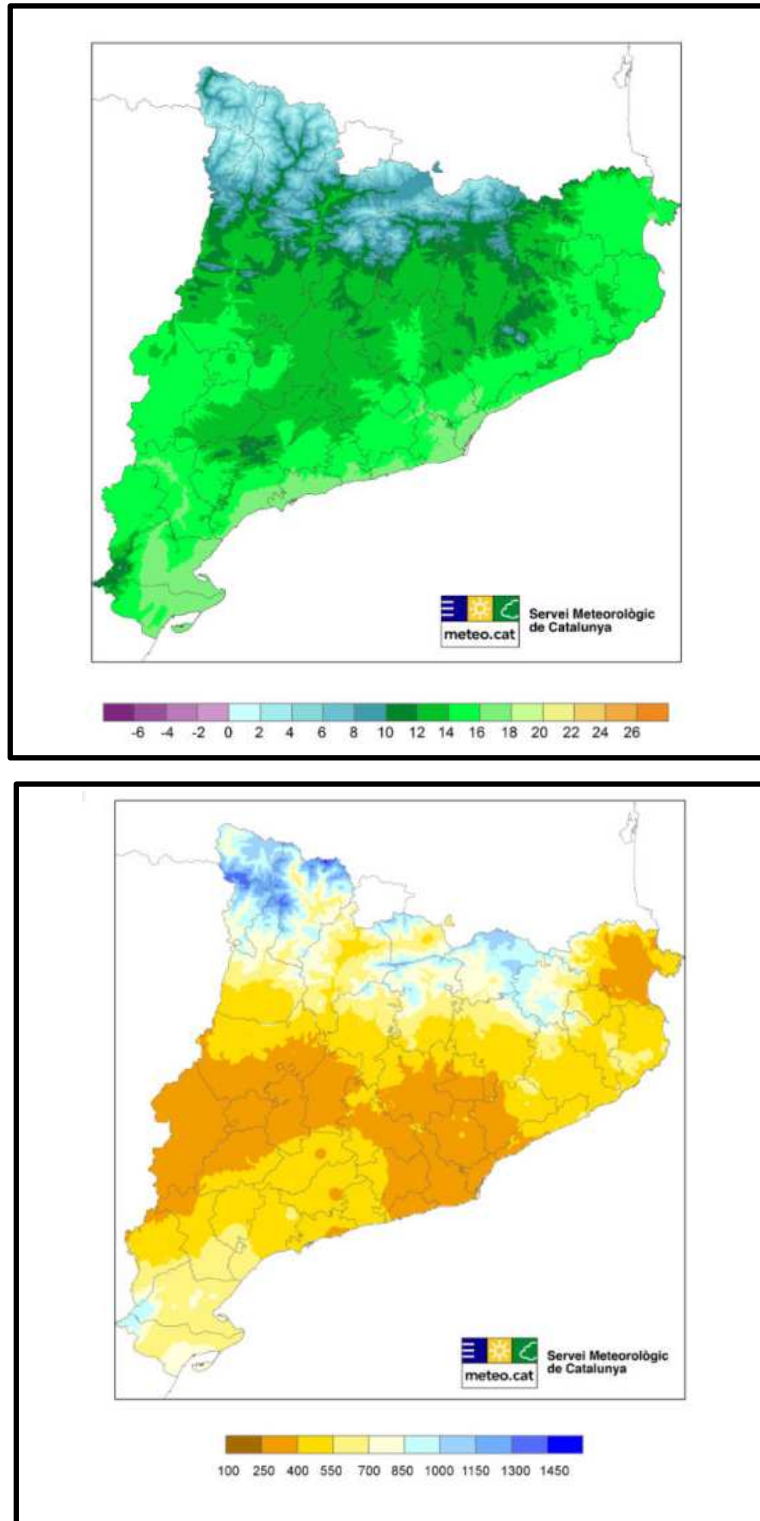 meteo.cat
Servei Meteorològic
de Catalunya
-6 -4 -2 0 2 4 6 8 10 12 14 16 18 20 22 24 26
meteo.cat
Servei Meteorològic
de Catalunya
100 250 400 550 700 850 1000 1150 1300 1450